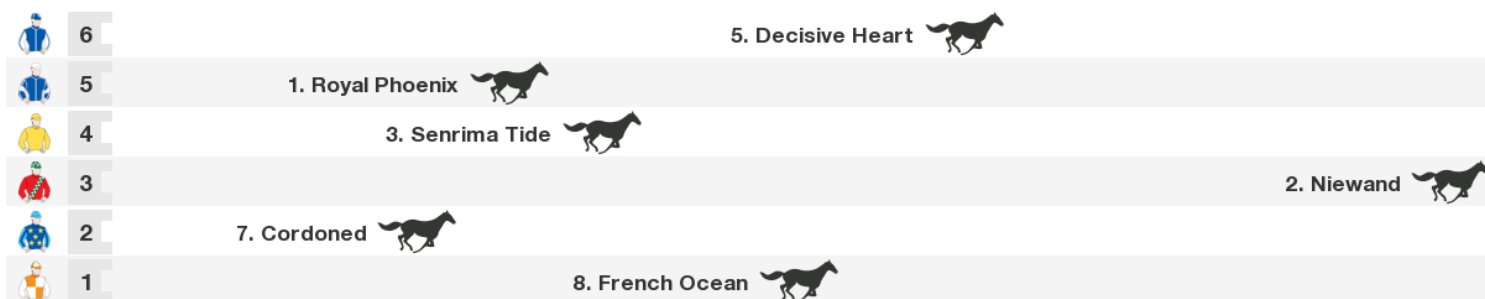 6 5. Decisive Heart
5 1. Royal Phoenix
4 3. Senrima Tide
3 2. Niewand
2 7. Cordoned
1 8. French Ocean